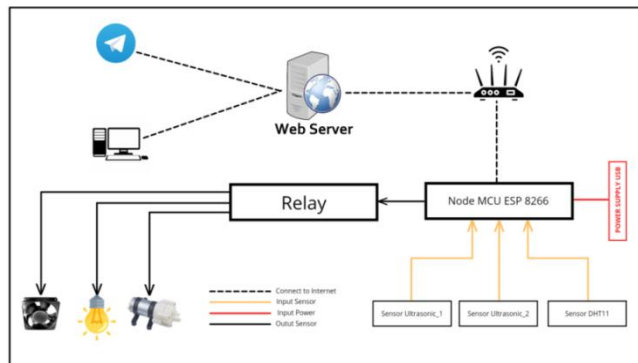 Web Server
Relay
Node MCU ESP 8266
POWER SUPPLY USB
Connect to Internet
Input Sensor
Input Power
Outut Sensor
Sensor Ultrasonic_1
Sensor Ultrasonic_2
Sensor DHT11